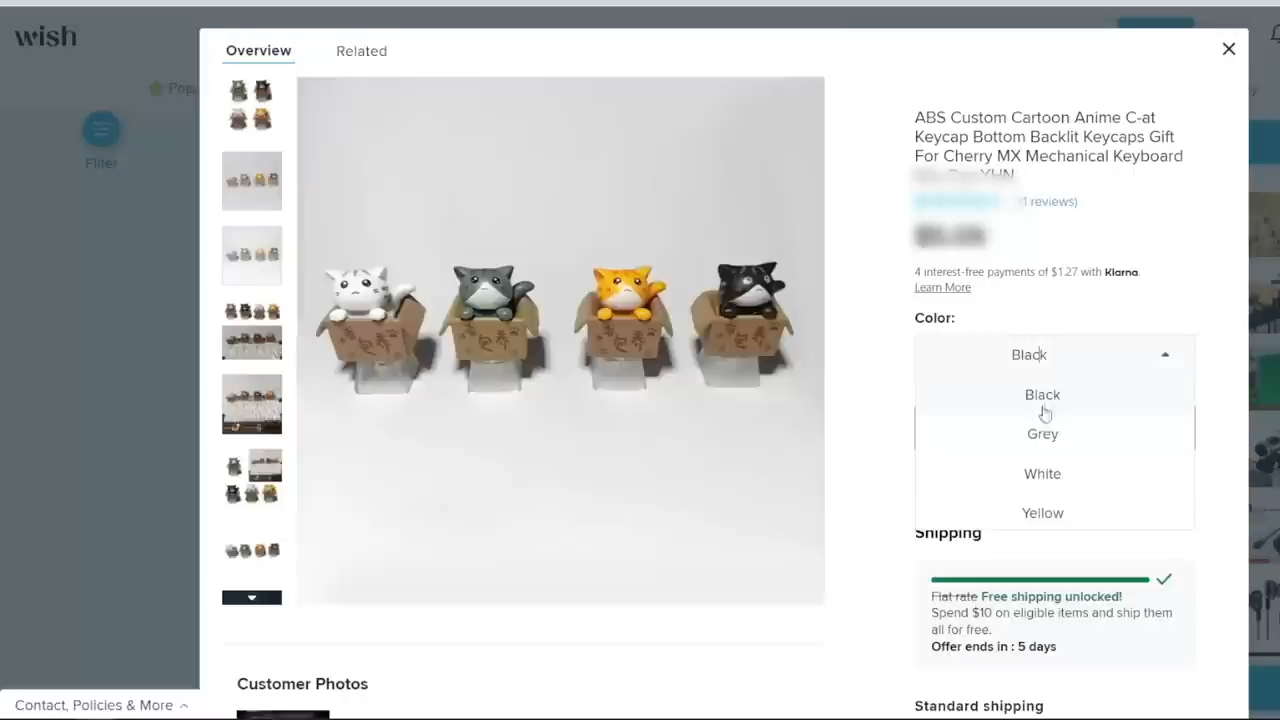 wish
Overview
Related
Filter
ABS Custom Cartoon Anime C-at
Keycap Bottom Backlit Keycaps Gift
For Cherry MX Mechanical Keyboard
YHN
1 reviews)
4 interest-free payments of $1.27 with Klarna.
Learn More
Color:
Black
Black
Grey
White
Yellow
Shipping
Flat rate Free shipping unlocked!
Spend $10 on eligible items and ship them
all for free.
Offer ends in : 5 days
Customer Photos
Standard shipping
Contact, Policies & More